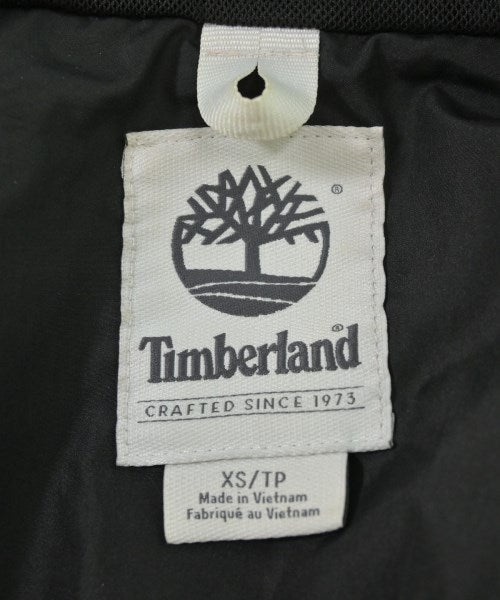 ®
Timberland®
CRAFTED SINCE 1973
XS/TP
Made in Vietnam
Fabriqué au Vietnam